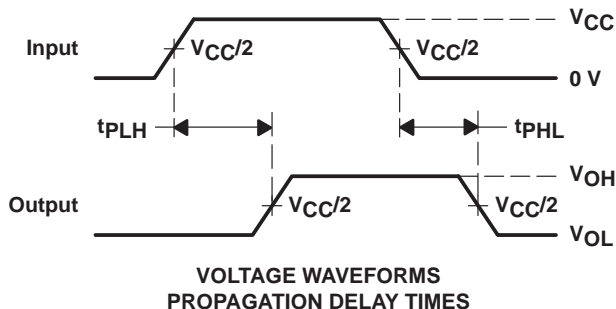 VCC
Input
VCC/2
VCC/2
0 V
tPLH
tPHL
VOH
Output
VCC/2
VCC/2
VOL
VOLTAGE WAVEFORMS
PROPAGATION DELAY TIMES